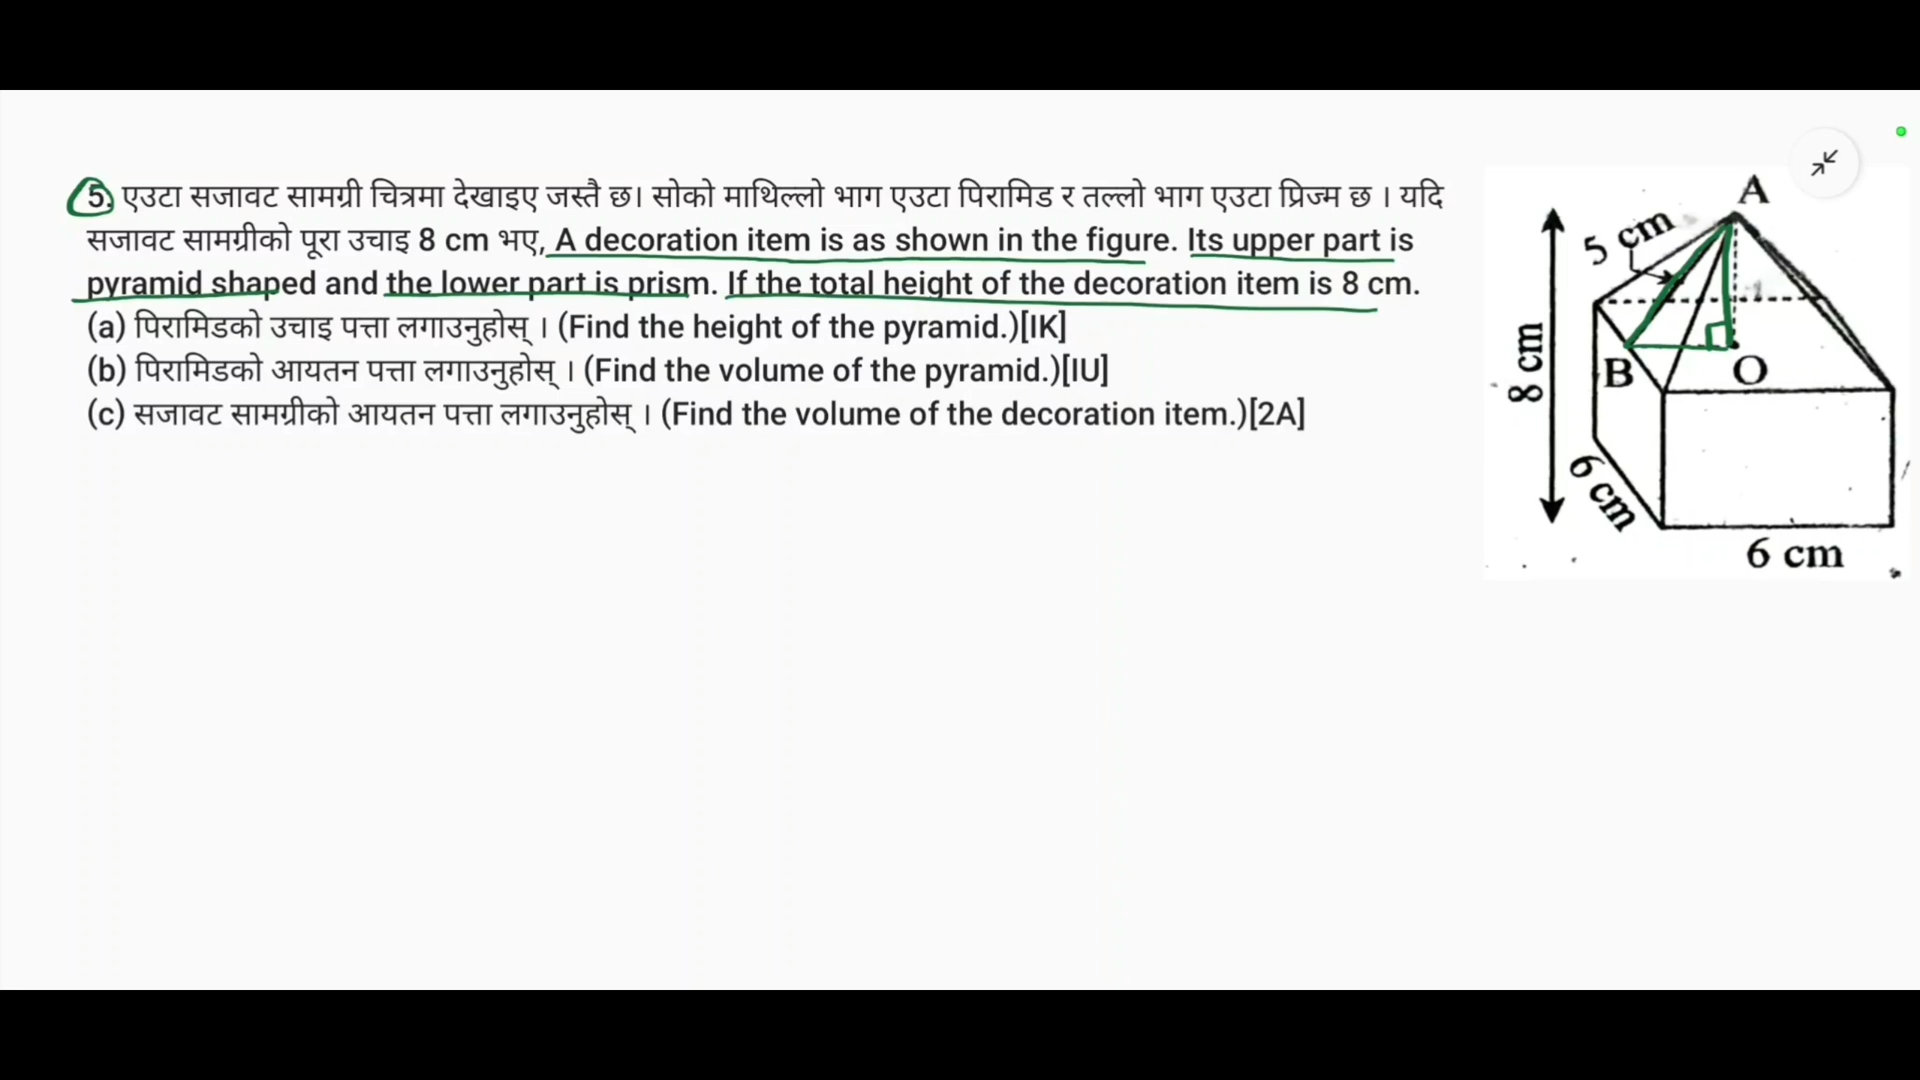 5. एउटा सजावट सामग्री चित्रमा देखाइए जस्तै छ। सोको माथिल्लो भाग एउटा पिरामिड र तल्लो भाग एउटा प्रिज्म छ । यदि
सजावट सामग्रीको पूरा उचाइ 8 cm भए, A decoration item is as shown in the figure. Its upper part is
pyramid shaped and the lower part is prism. If the total height of the decoration item is 8 cm.
(a) पिरामिडको उचाइ पत्ता लगाउनुहोस् । (Find the height of the pyramid.)[IK]
(b) पिरामिडको आयतन पत्ता लगाउनुहोस् । (Find the volume of the pyramid.)[IU]
(c) सजावट सामग्रीको आयतन पत्ता लगाउनुहोस् । (Find the volume of the decoration item.)[2A]
A
5 cm
8 cm
B
O
6 cm
6 cm